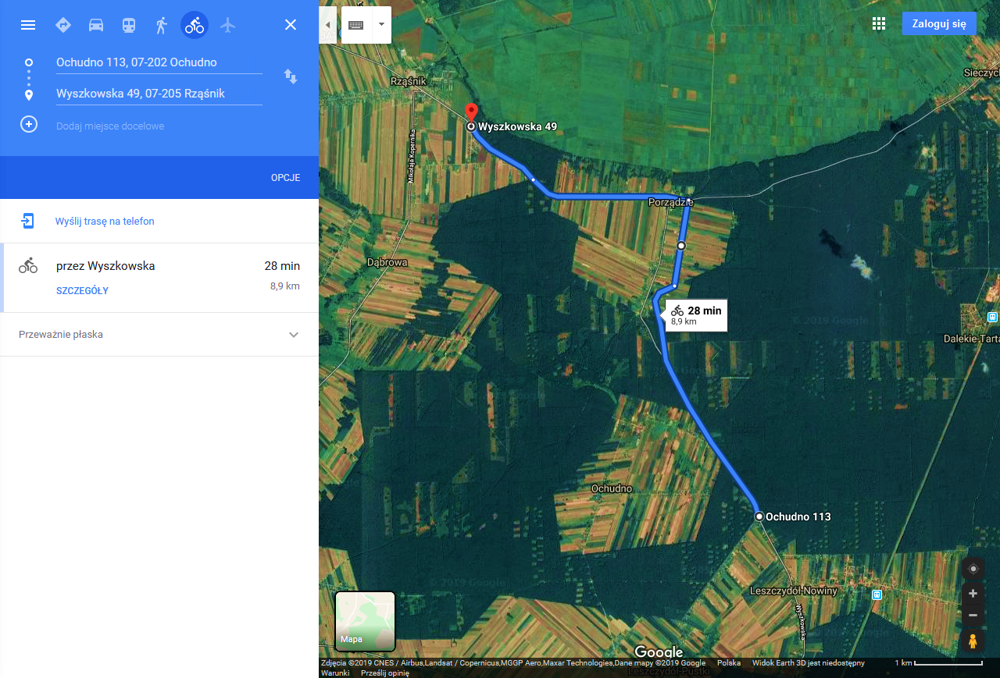 Ochudno 113, 07-202 Ochudno
Wyszkowska 49, 07-205 Rząśnik
Dodaj miejsce docelowe
OPCJE
Wyślij trasę na telefon
przez Wyszkowska
28 min
SZCZEGÓŁY
8,9 km
Przeważnie płaska
Zaloguj się
Sieczych
Rząśnik
Wyszkowska 49
Mikołaja Kopernika
Porządzie
Dąbrowa
28 min
8,9 km
© 2019 Google
Dalekie-Tarta
Ochudno
Ochudno 113
© 2019 Google
Leszczydół-Nowiny
Wyszkowska
Mapa
Google
Zdjęcia ©2019 CNES / Airbus,Landsat / Copernicus,MGGP Aero,Maxar Technologies,Dane mapy ©2019 Google
Polska
Widok Earth 3D jest niedostępny
1 km
Leszczydół-Pustki
Warunki
Prześlij opinię